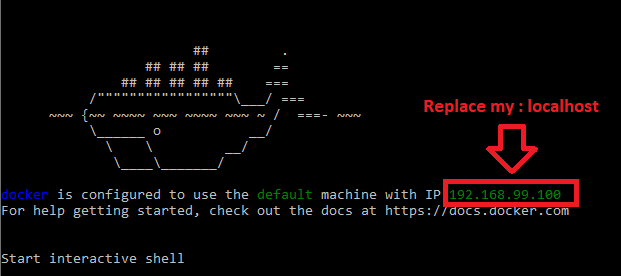 ##         .
                  ## ## ##        ==
               ## ## ## ## ##    ===
           /"""""""""""""""""\___/ ===
      ~~~ {~~ ~~~~ ~~~ ~~~~ ~~~ ~ /  ===- ~~~
           \______ o           __/
             \    \         __/
              \____\_______/
Replace my : localhost
docker is configured to use the default machine with IP 192.168.99.100
For help getting started, check out the docs at https://docs.docker.com
Start interactive shell